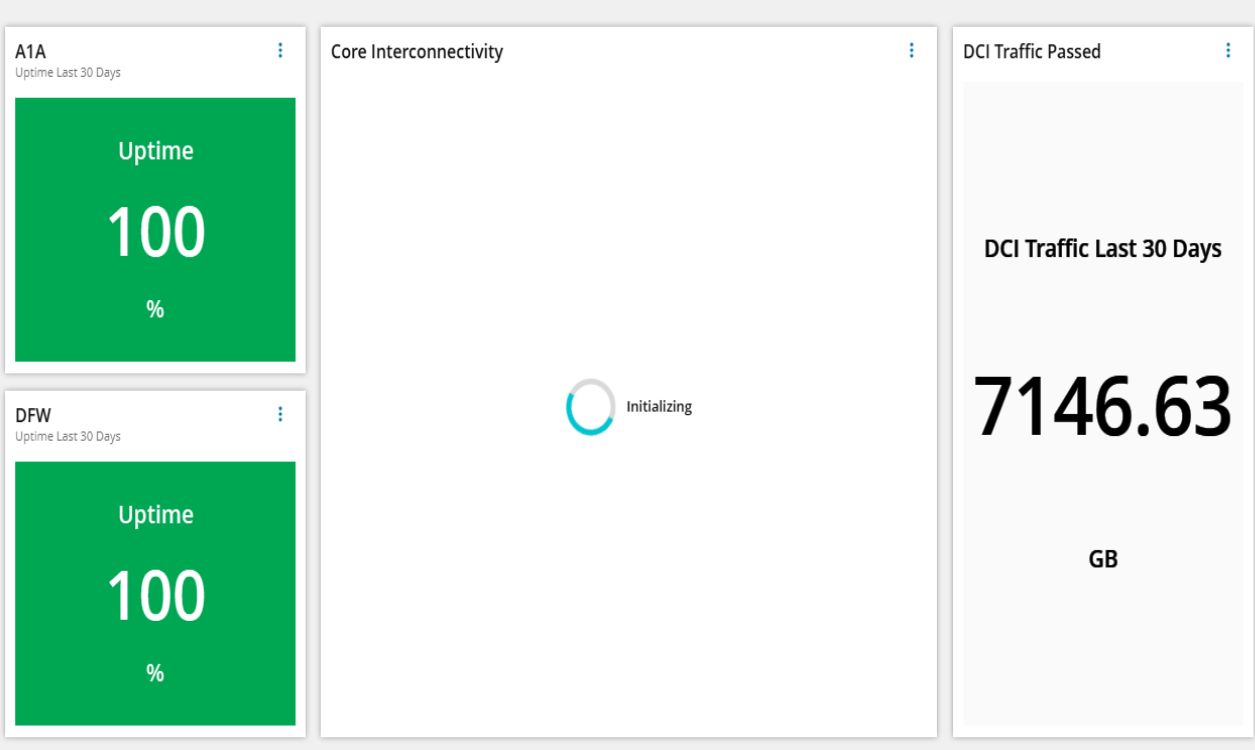 A1A
Uptime Last 30 Days
Uptime
100
%
DFW
Uptime Last 30 Days
Uptime
100
%
Core Interconnectivity
Initializing
DCI Traffic Passed
DCI Traffic Last 30 Days
7146.63
GB